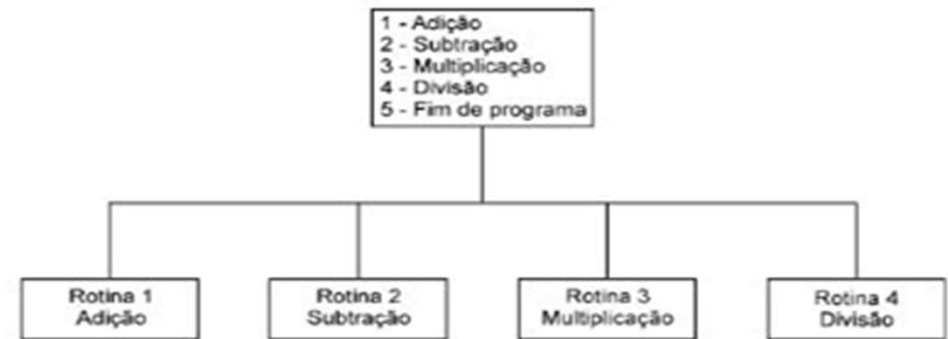 1 - Adição
2 - Subtração
3 - Multiplicação
4 - Divisão
5 - Fim de programa
Rotina 1
Adição
Rotina 2
Subtração
Rotina 3
Multiplicação
Rotina 4
Divisão